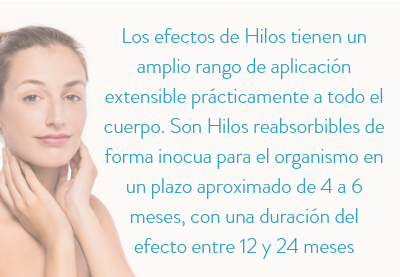 Los efectos de Hilos tienen un
amplio rango de aplicación
extensible prácticamente a todo el
cuerpo. Son Hilos reabsorbibles de
forma inocua para el organismo en
un plazo aproximado de 4 a 6
meses, con una duración del
efecto entre 12 y 24 meses